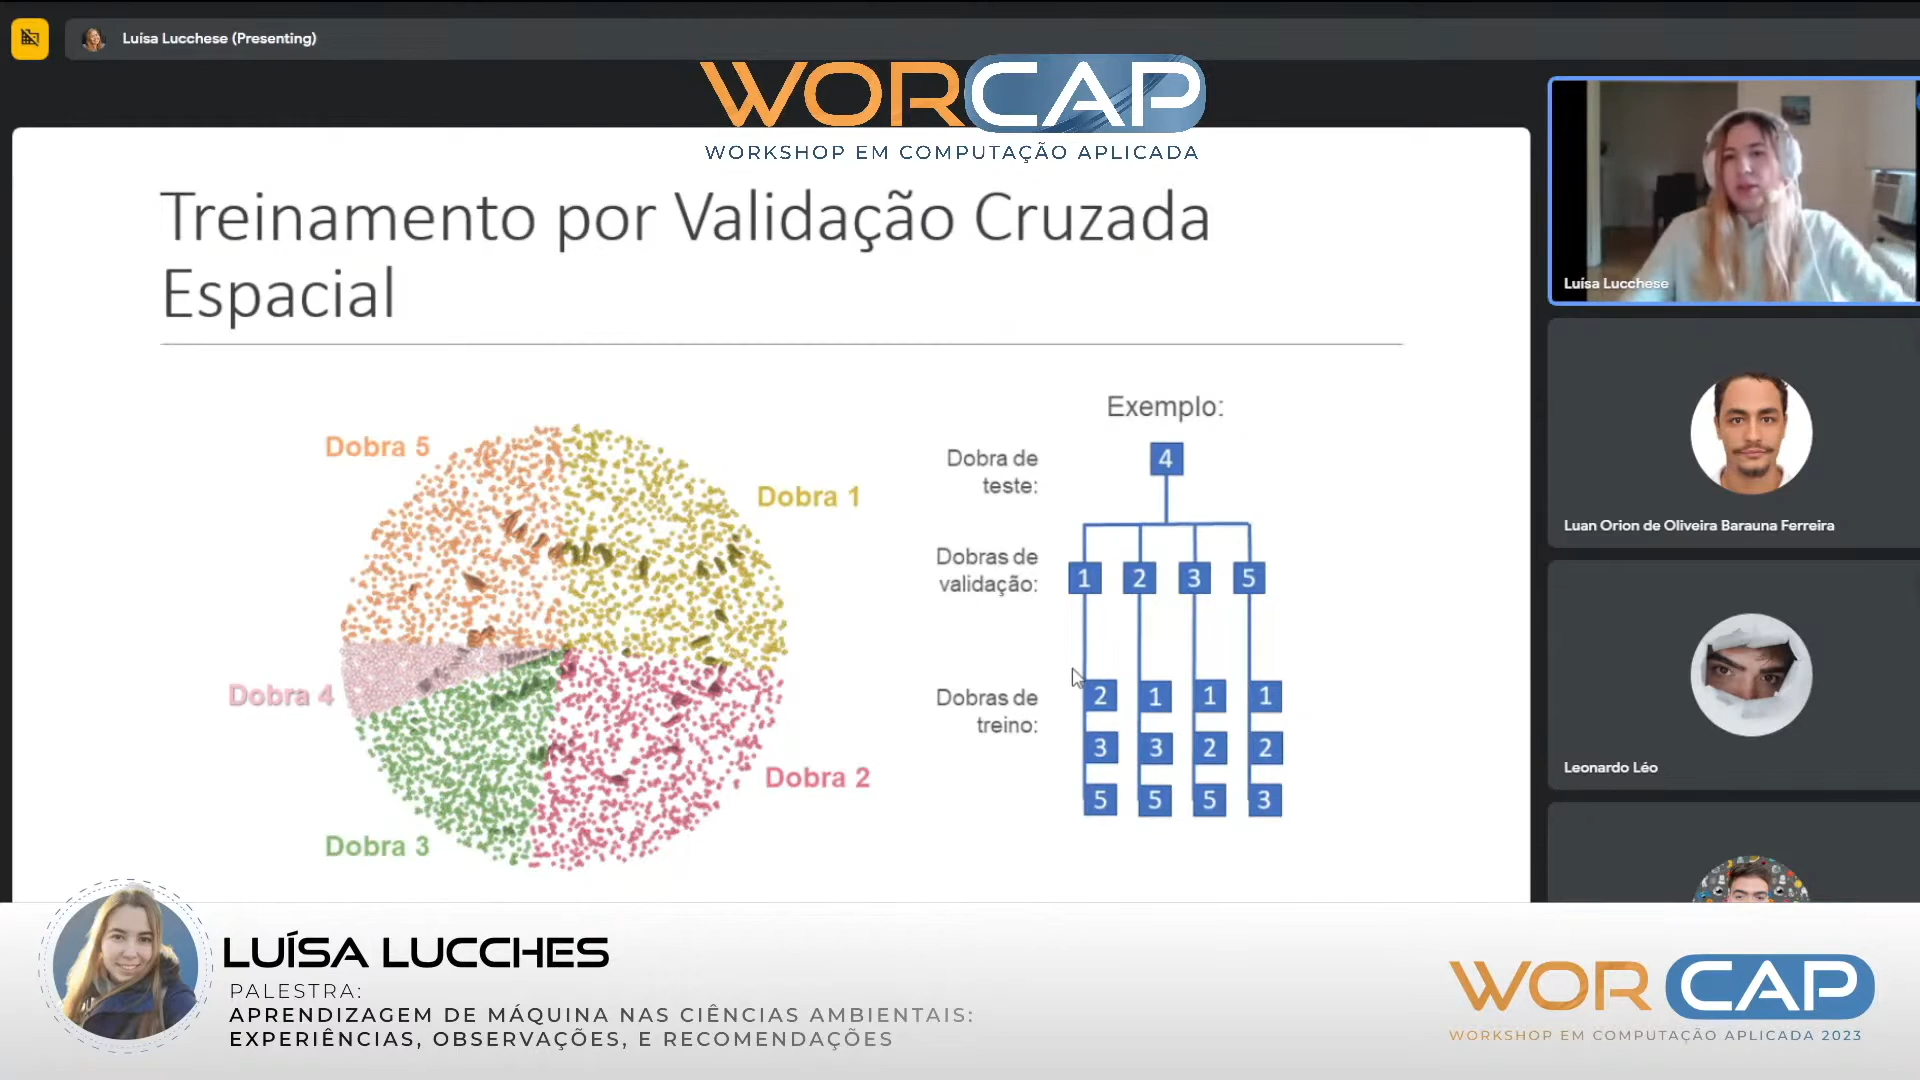 Luísa Lucchese (Presenting)
WORCAP
WORKSHOP EM COMPUTAÇÃO APLICADA
Treinamento por Validação Cruzada
Espacial
Dobra 5
Dobra 1
Dobra 4
Dobra 3
Dobra 2
Exemplo:
Dobra de
teste:
4
Dobras de
validação:
1 2 3 5
Dobras de
treino:
2 1 1 1
3 3 2 2
5 5 5 3
Luísa Lucchese
Luan Orion de Oliveira Barauna Ferreira
Leonardo Léo
LUÍSA LUCCHES
PALESTRA:
APRENDIZAGEM DE MÁQUINA NAS CIÊNCIAS AMBIENTAIS:
EXPERIÊNCIAS, OBSERVAÇÕES, E RECOMENDAÇÕES
WORCAP
WORKSHOP EM COMPUTAÇÃO APLICADA 2023